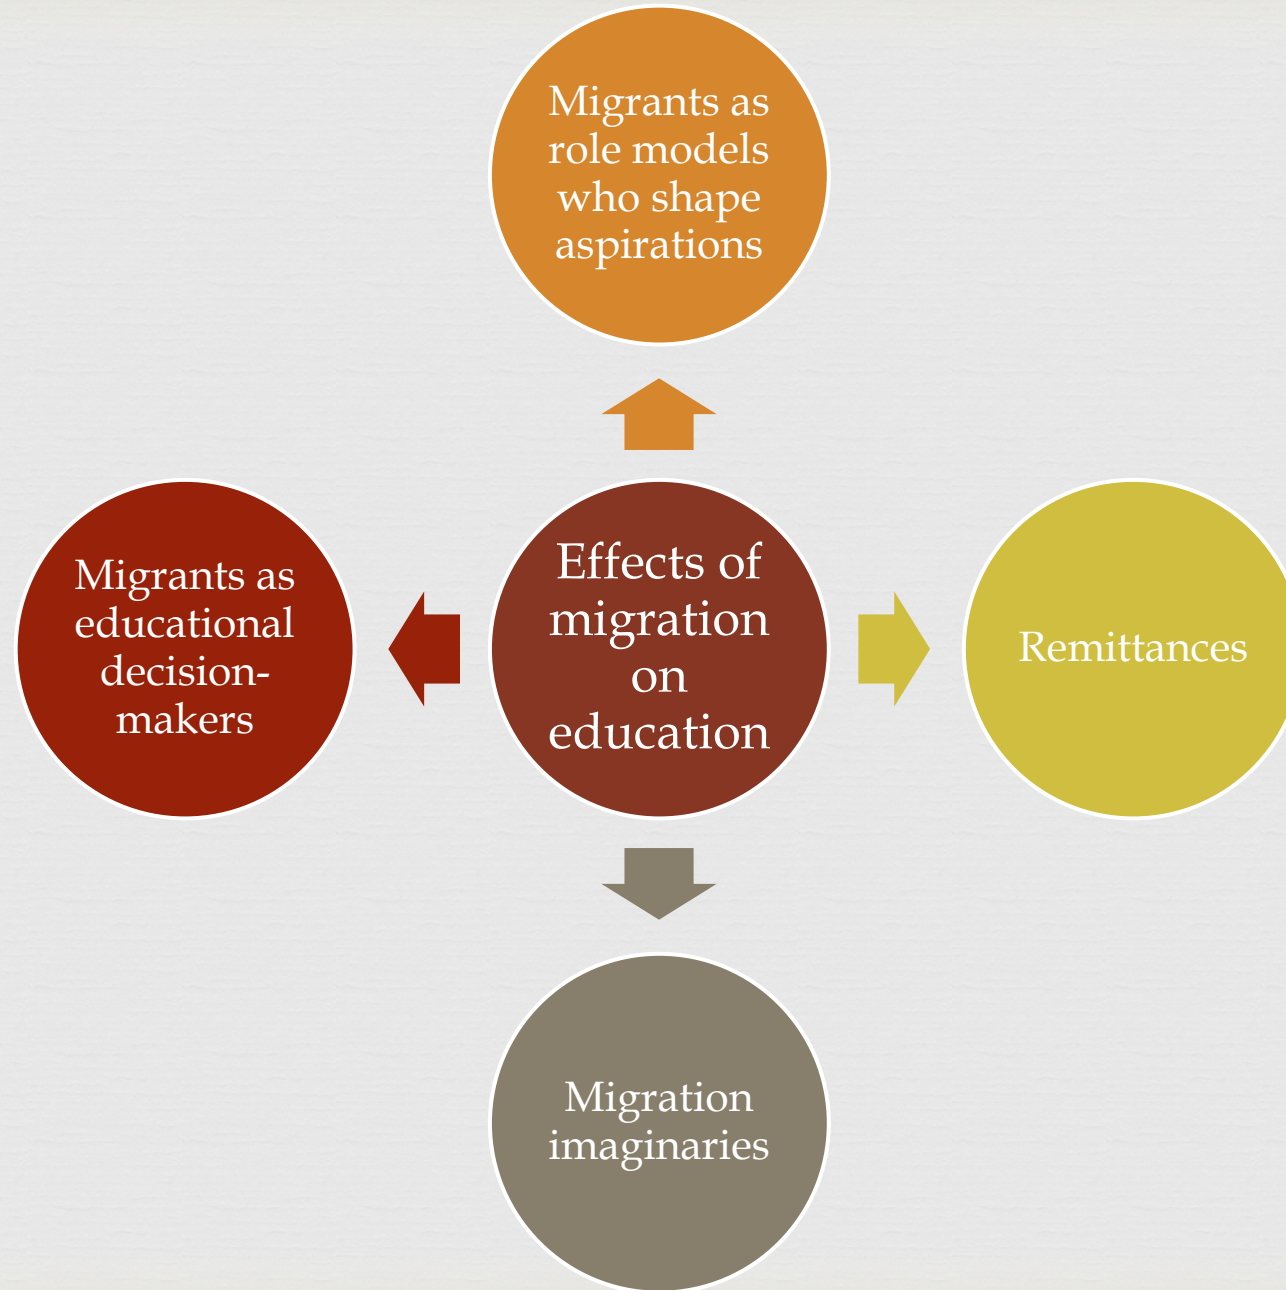 Migrants as
role models
who shape
aspirations
Migrants as
educational
decision-
makers
Effects of
migration
on
education
Remittances
Migration
imaginaries